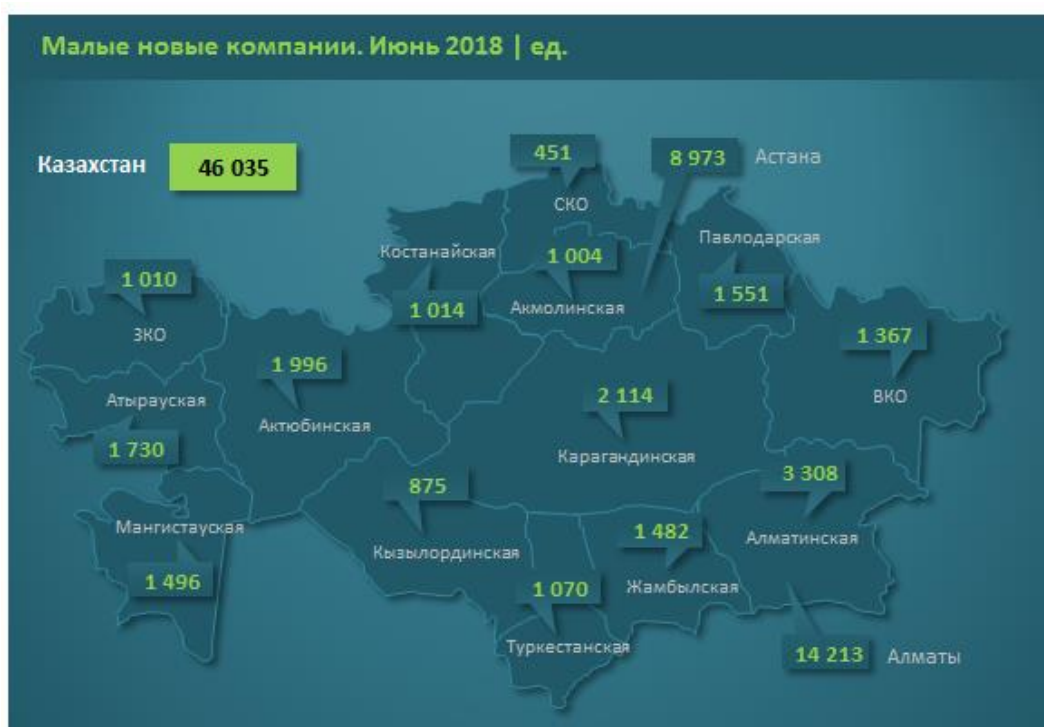 Малые новые компании. Июнь 2018 | ед.
Казахстан
46 035
451
СКО
8 973
Астана
Костанайская
1 014
1 004
Акмолинская
Павлодарская
1 551
1 010
ЗКО
1 996
Актюбинская
1 367
ВКО
Атырауская
1 730
2 114
Карагандинская
875
Кызылординская
3 308
Алматинская
Мангистауская
1 496
1 482
Жамбылская
1 070
Туркестанская
14 213
Алматы